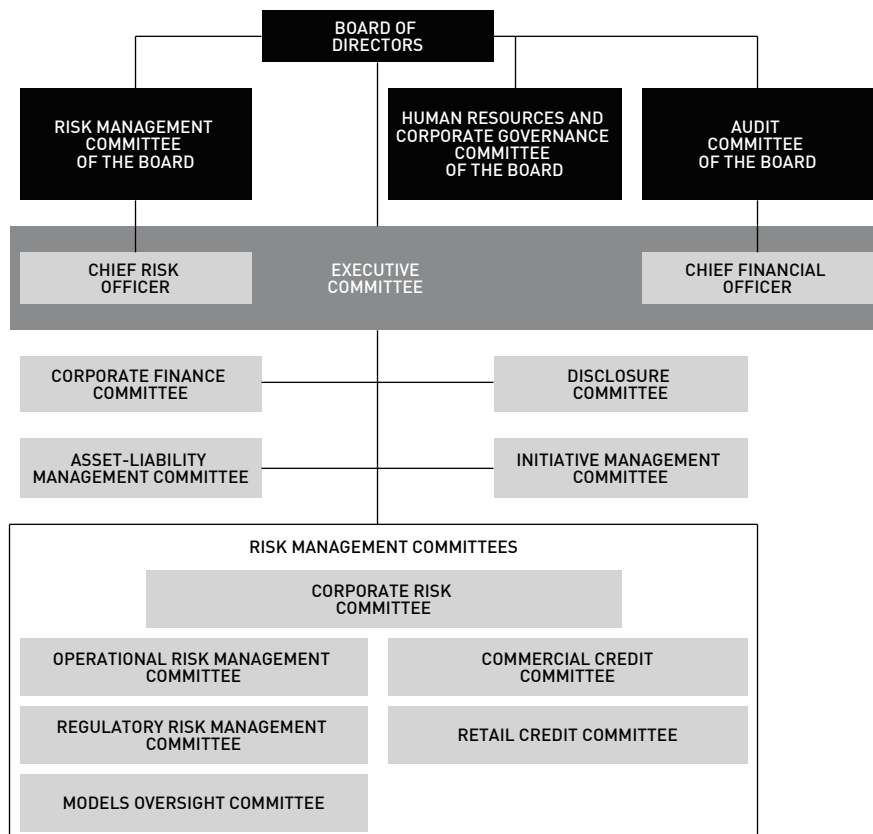 BOARD OF
DIRECTORS
RISK MANAGEMENT
COMMITTEE
OF THE BOARD
HUMAN RESOURCES AND
CORPORATE GOVERNANCE
COMMITTEE
OF THE BOARD
AUDIT
COMMITTEE
OF THE BOARD
CHIEF RISK
OFFICER
EXECUTIVE
COMMITTEE
CHIEF FINANCIAL
OFFICER
CORPORATE FINANCE
COMMITTEE
DISCLOSURE
COMMITTEE
ASSET-LIABILITY
MANAGEMENT COMMITTEE
INITIATIVE MANAGEMENT
COMMITTEE
RISK MANAGEMENT COMMITTEES
CORPORATE RISK
COMMITTEE
OPERATIONAL RISK MANAGEMENT
COMMITTEE
COMMERCIAL CREDIT
COMMITTEE
REGULATORY RISK MANAGEMENT
COMMITTEE
RETAIL CREDIT COMMITTEE
MODELS OVERSIGHT COMMITTEE